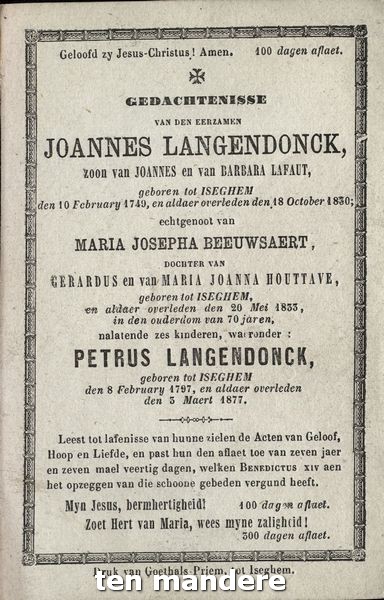 Geloofd zy Jesus-Christus! Amen. 100 dagen aflaet.
GEDACHTENISSE
VAN DEN EERZAMEN
JOANNES LANGENDONCK,
zoon van JOANNES en van BARBARA LAFAUT,
geboren tot ISEGHEM
den 10 February 1749, en aldaer overleden den 18 October 1830;
echtgenoot van
MARIA JOSEPHA BEEUWSAERT,
DOCHTER VAN
GERARDUS en van MARIA JOANNA HOUTTAVE,
geboren tot ISEGHEM,
en aldaer overleden den 20 Mei 1833,
in den ouderdom van 70 jaren,
nalatende zes kinderen, waeronder:
PETRUS LANGENDONCK,
geboren tot ISEGHEM
den 8 February 1797, en aldaer overleden
den 3 Maert 1877.
Leest tot lafenisse van hunne zielen de Acten van Geloof,
Hoop en Liefde, en past hun den aflaet toe van zeven jaer
en zeven mael veertig dagen, welken BENEDICTUS XIV aen
het opzeggen van die schoone gebeden vergund heeft.
Myn Jesus, bermhertigheid! 100 dagen aflaet.
Zoet Hert van Maria, wees myne zaligheid!
300 dagen aflaet.
Druk van Goethals-Priem, tot Iseghem.
ten mandere